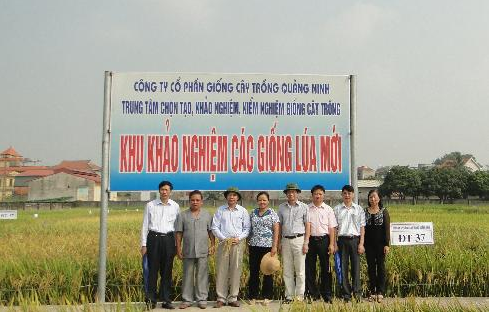 CÔNG TY CỔ PHẦN GIỐNG CÂY TRỒNG QUẢNG NINH
TRUNG TÂM CHỌN TẠO, KHẢO NGHIỆM, KIỂM NGHIỆM GIỐNG CÂY TRỒNG
KHU KHẢO NGHIỆM CÁC GIỐNG LÚA MỚI
ĐT 37